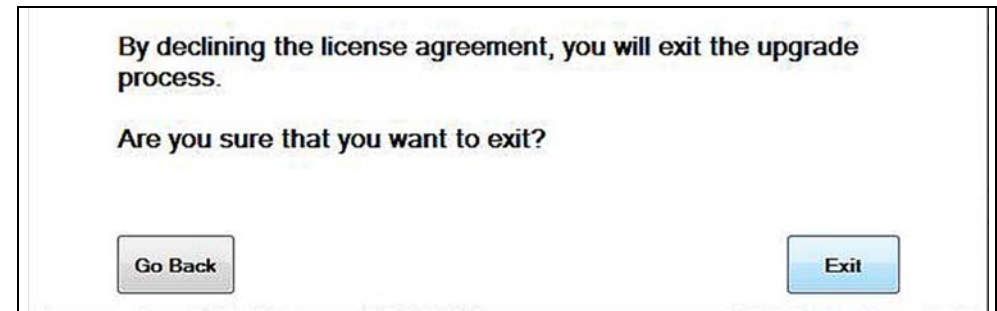 By declining the license agreement, you will exit the upgrade
process.
Are you sure that you want to exit?
Go Back
Exit